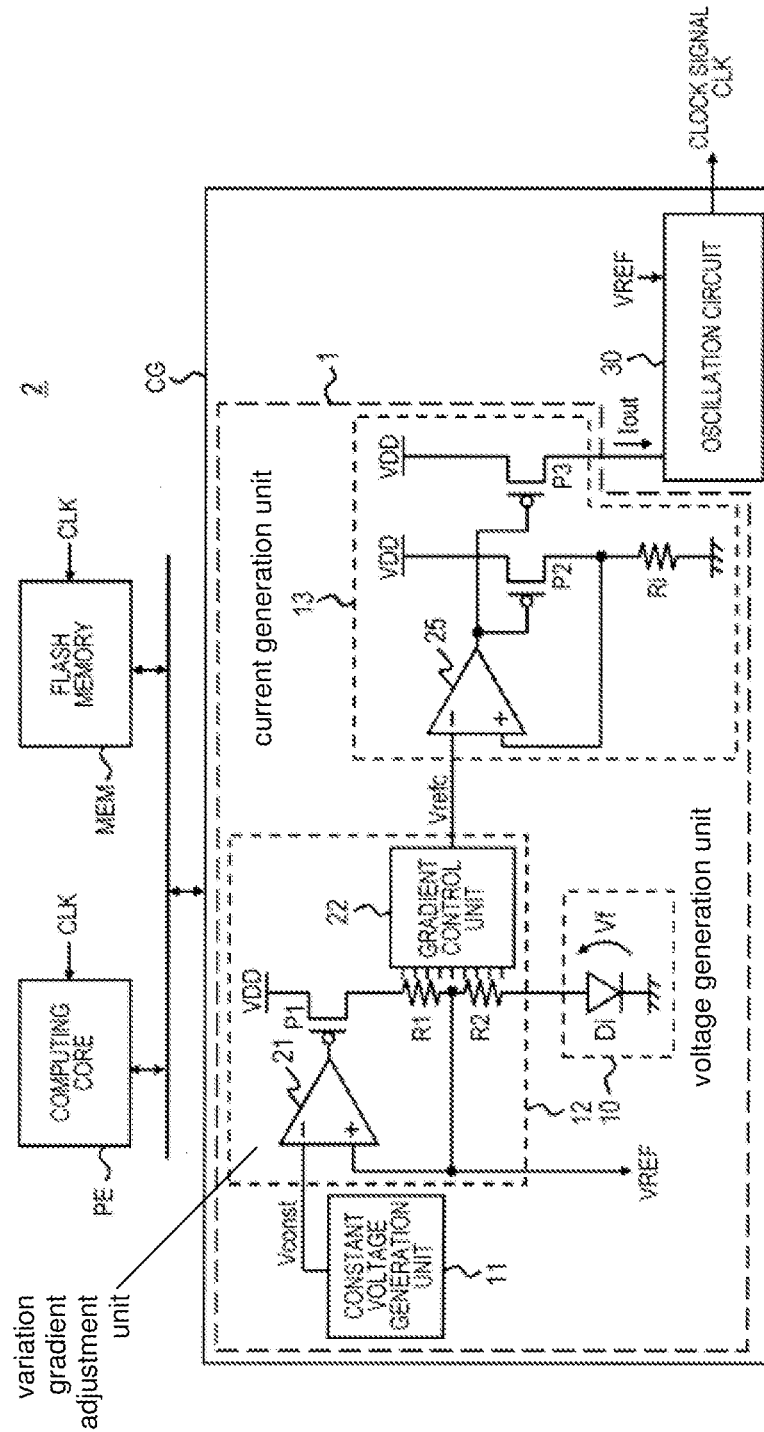 2
COMPUTING
CORE
PE
CLK
FLASH
MEMORY
MEM
CLK
CG
variation
gradient
adjustment
unit
current generation unit
1
13
VDD
P1
21
−
+
Vconst
CONSTANT
VOLTAGE
GENERATION
UNIT
11
R1
R2
22
GRADIENT
CONTROL
UNIT
Vrefc
12
10
Di
Vf
VREF
voltage generation unit
25
−
+
VDD
P2
VDD
P3
Ri
Iout
30
VREF
OSCILLATION CIRCUIT
CLOCK SIGNAL
CLK